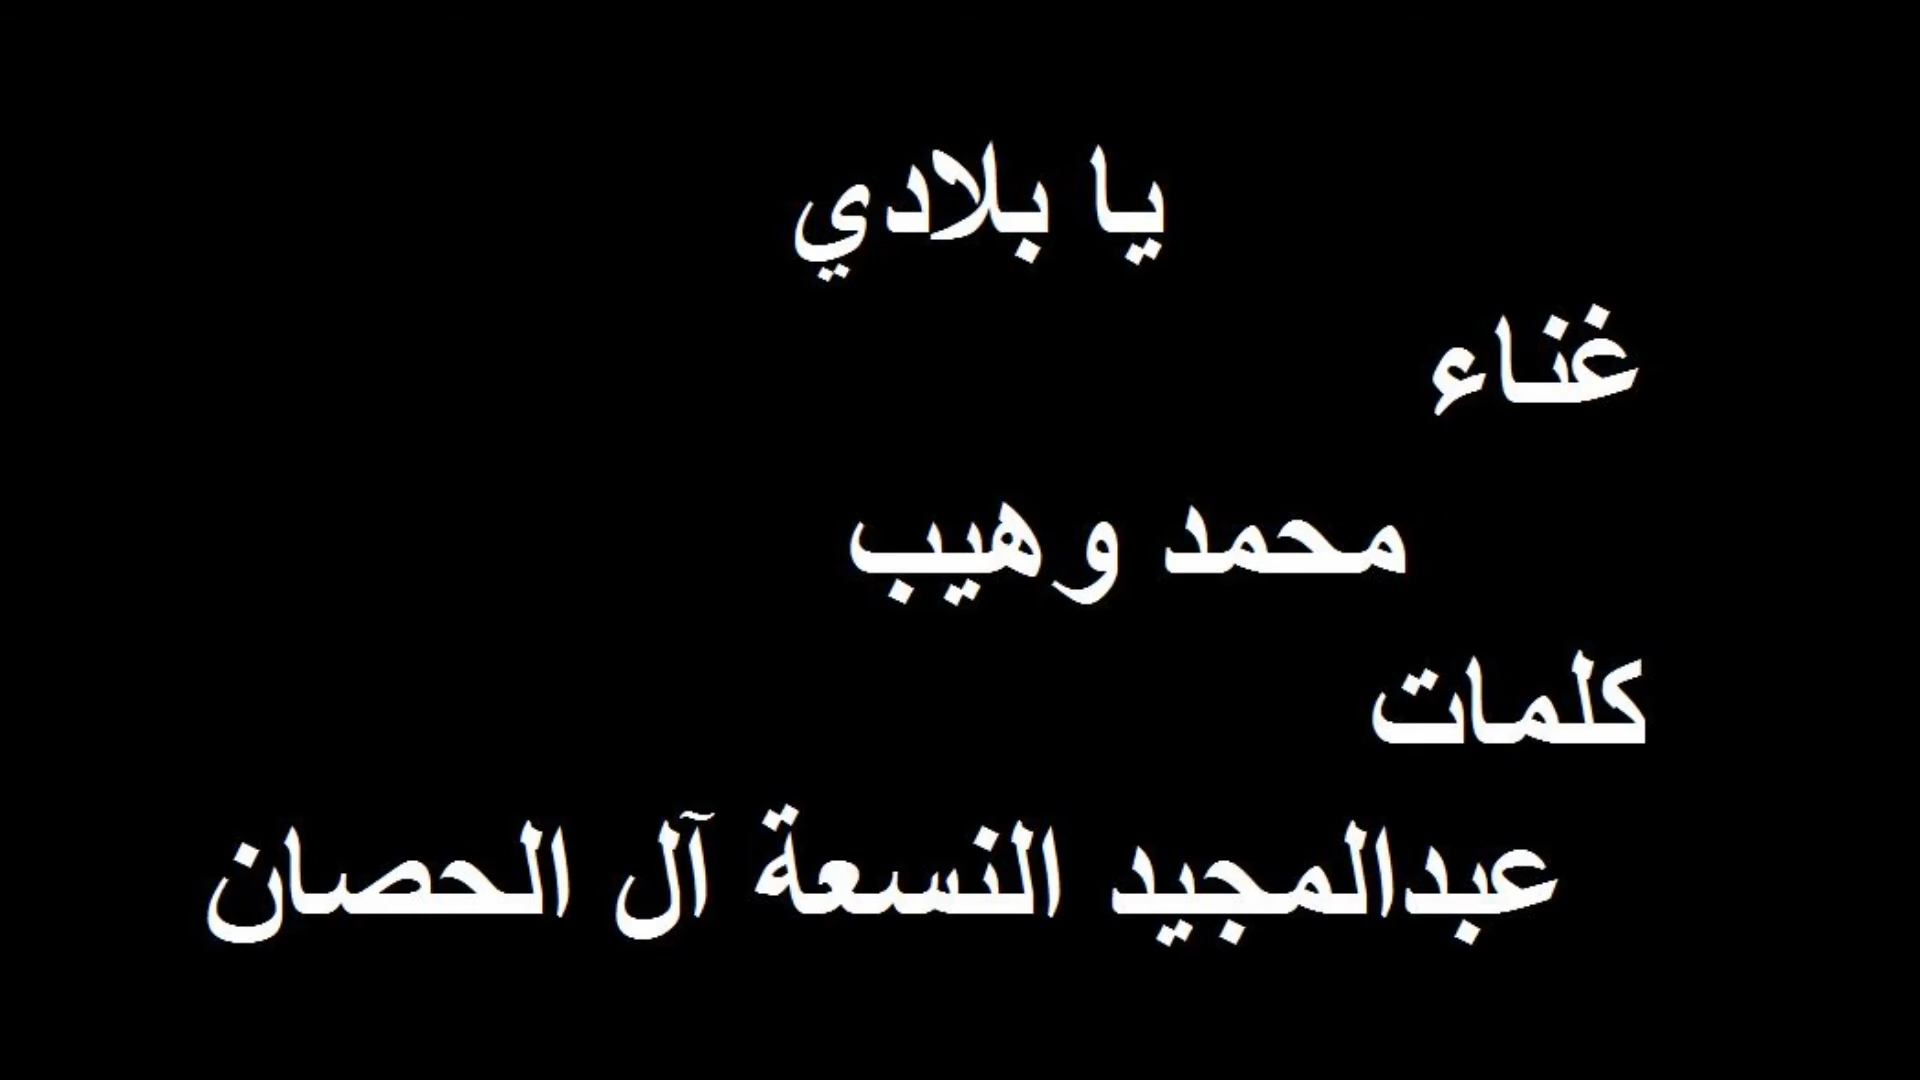 يا بلادي
غناء
محمد وهيب
كلمات
عبدالمجيد النسعة آل الحصان